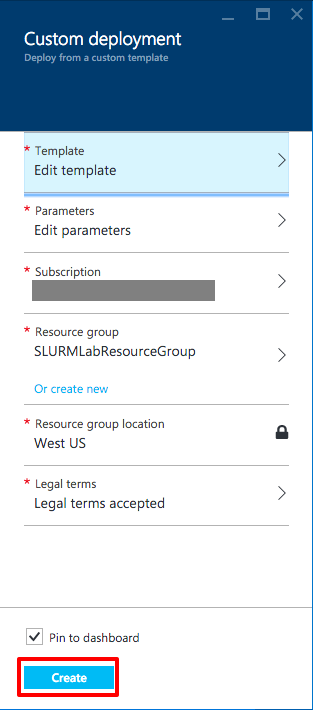 Custom deployment
Deploy from a custom template
* Template
Edit template
* Parameters
Edit parameters
* Subscription
* Resource group
SLURMLabResourceGroup
Or create new
* Resource group location
West US
* Legal terms
Legal terms accepted
Pin to dashboard
Create